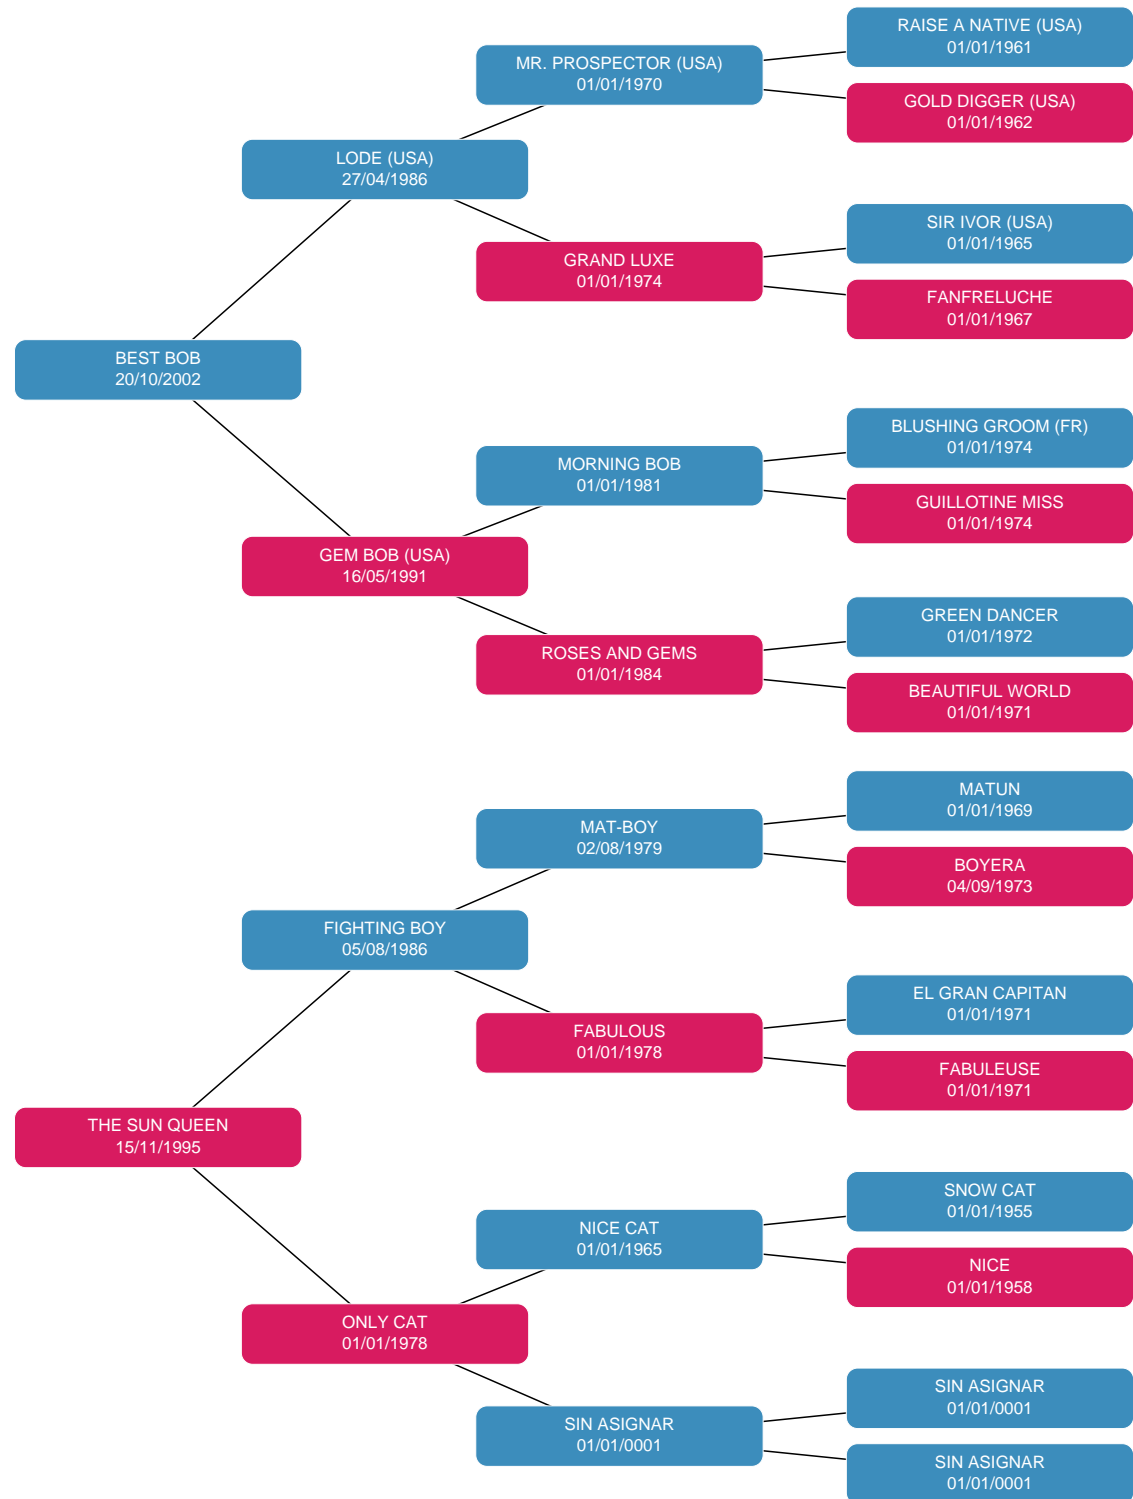 RAISE A NATIVE (USA)
01/01/1961
MR. PROSPECTOR (USA)
01/01/1970
GOLD DIGGER (USA)
01/01/1962
LODE (USA)
27/04/1986
SIR IVOR (USA)
01/01/1965
GRAND LUXE
01/01/1974
FANFRELUCHE
01/01/1967
BEST BOB
20/10/2002
BLUSHING GROOM (FR)
01/01/1974
MORNING BOB
01/01/1981
GUILLOTINE MISS
01/01/1974
GEM BOB (USA)
16/05/1991
GREEN DANCER
01/01/1972
ROSES AND GEMS
01/01/1984
BEAUTIFUL WORLD
01/01/1971
MATUN
01/01/1969
MAT-BOY
02/08/1979
BOYERA
04/09/1973
FIGHTING BOY
05/08/1986
EL GRAN CAPITAN
01/01/1971
FABULOUS
01/01/1978
FABULEUSE
01/01/1971
THE SUN QUEEN
15/11/1995
SNOW CAT
01/01/1955
NICE CAT
01/01/1965
NICE
01/01/1958
ONLY CAT
01/01/1978
SIN ASIGNAR
01/01/0001
SIN ASIGNAR
01/01/0001
SIN ASIGNAR
01/01/0001